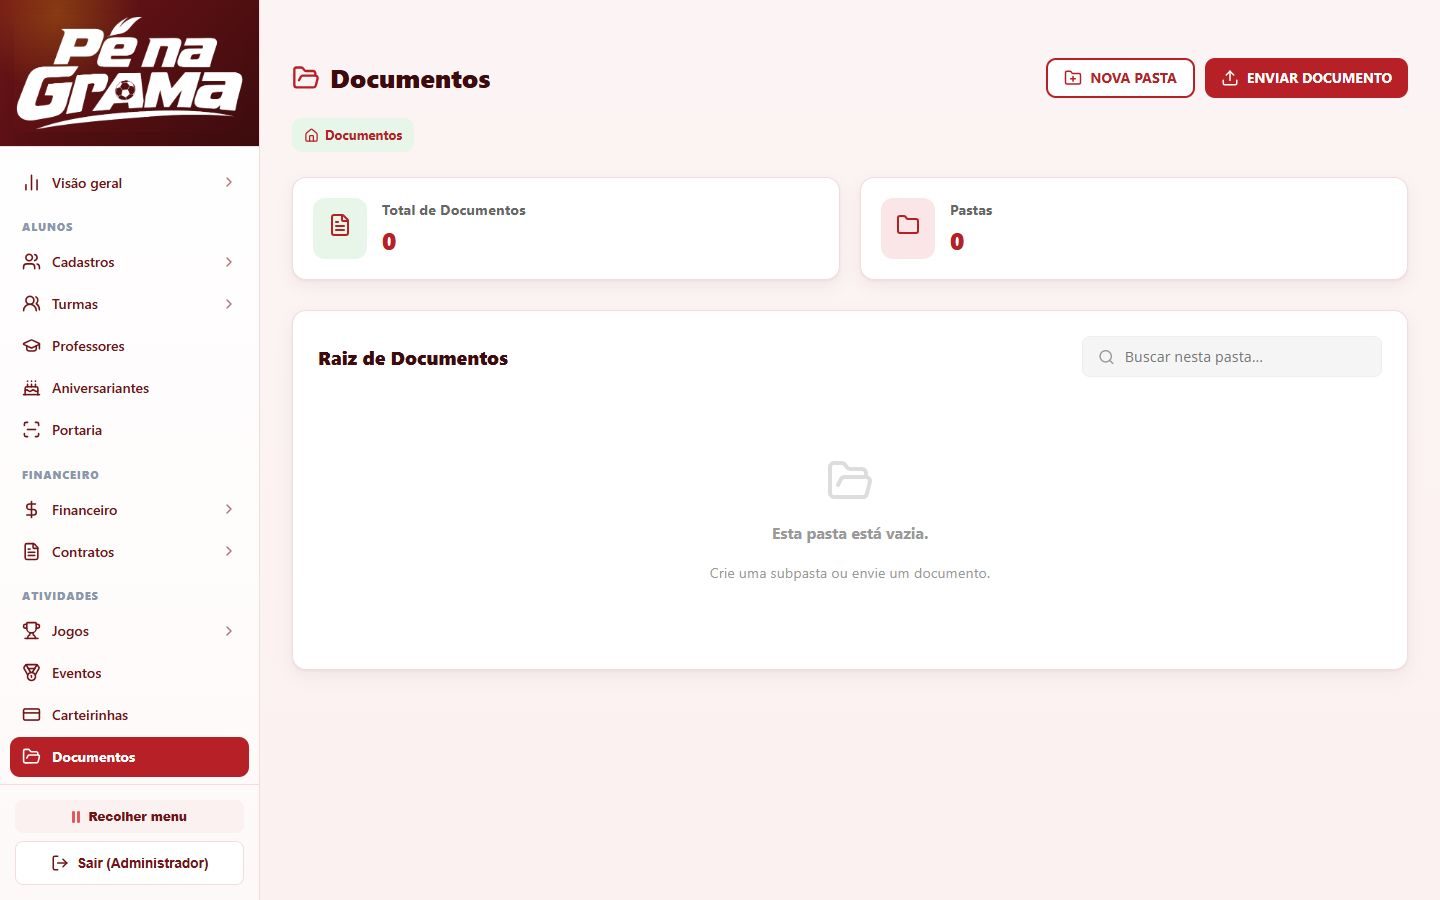 Pé na
Grama
Visão geral
ALUNOS
Cadastros
Turmas
Professores
Aniversariantes
Portaria
FINANCEIRO
Financeiro
Contratos
ATIVIDADES
Jogos
Eventos
Carteirinhas
Documentos
Recolher menu
Sair (Administrador)
Documentos
NOVA PASTA
ENVIAR DOCUMENTO
Documentos
Total de Documentos
0
Pastas
0
Raiz de Documentos
Buscar nesta pasta...
Esta pasta está vazia.
Crie uma subpasta ou envie um documento.